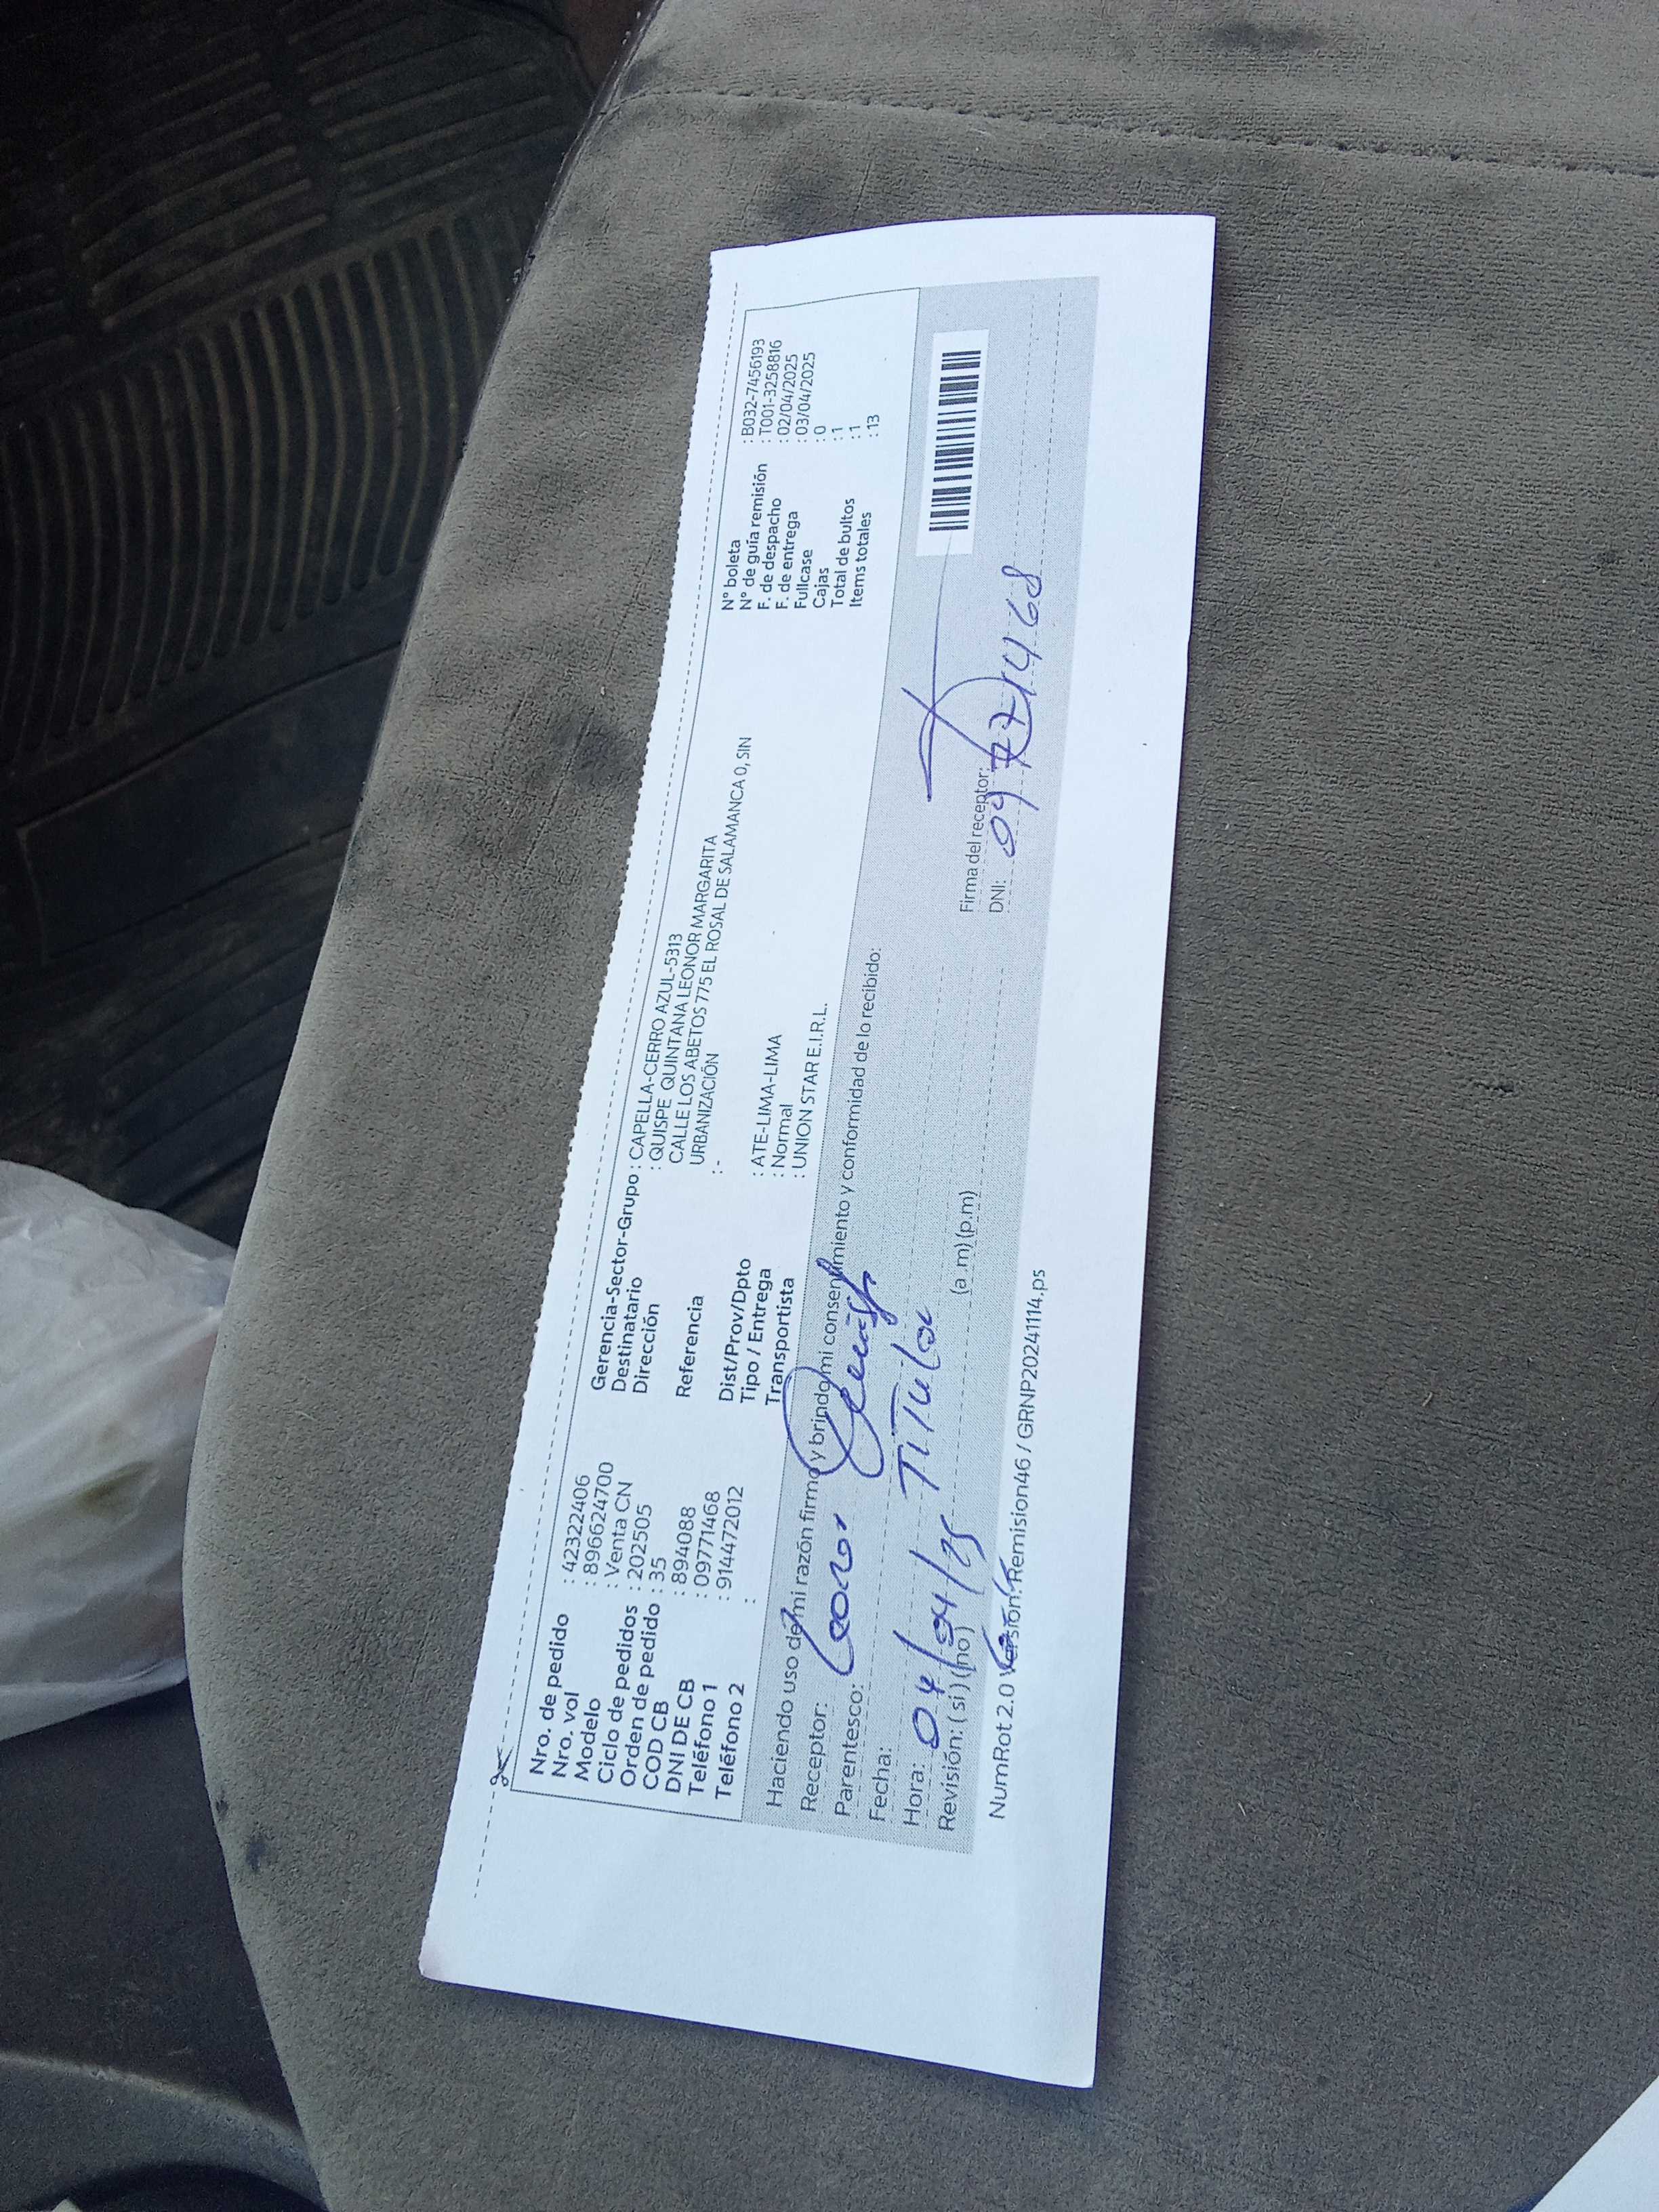 Nro. de pedido : 42322406
Nro. vol : 896624700
Modelo : Venta CN
Ciclo de pedidos : 202505
Orden de pedido : 35
COD CB : 894088
DNI DE CB : 09771468
Teléfono 1 : 914472012
Teléfono 2 :
Gerencia-Sector-Grupo : CAPELLA-CERRO AZUL-5313
Destinatario : QUISPE QUINTANA LEONOR MARGARITA
Dirección CALLE LOS ABETOS 775 EL ROSAL DE SALAMANCA 0, SIN
URBANIZACIÓN
Referencia : -
Dist/Prov/Dpto : ATE-LIMA-LIMA
Tipo / Entrega : Normal
Transportista : UNION STAR E.I.R.L.
N° boleta : B032-7456193
N° de guía remisión : T001-3258816
F. de despacho : 02/04/2025
F. de entrega : 03/04/2025
Fullcase : 0
Cajas : 1
Total de bultos : 1
Items totales : 13
Haciendo uso de mi razón firmo y brindo mi consentimiento y conformidad de lo recibido:
Receptor: Leonor
Parentesco: Titular
Fecha: 04/04/25
Hora: (a.m) (p.m)
Revisión: ( si ) ( no )
Firma del receptor:
DNI: 09771468
NumRot 2.0 Versión: Remision46 / GRNP20241114.ps